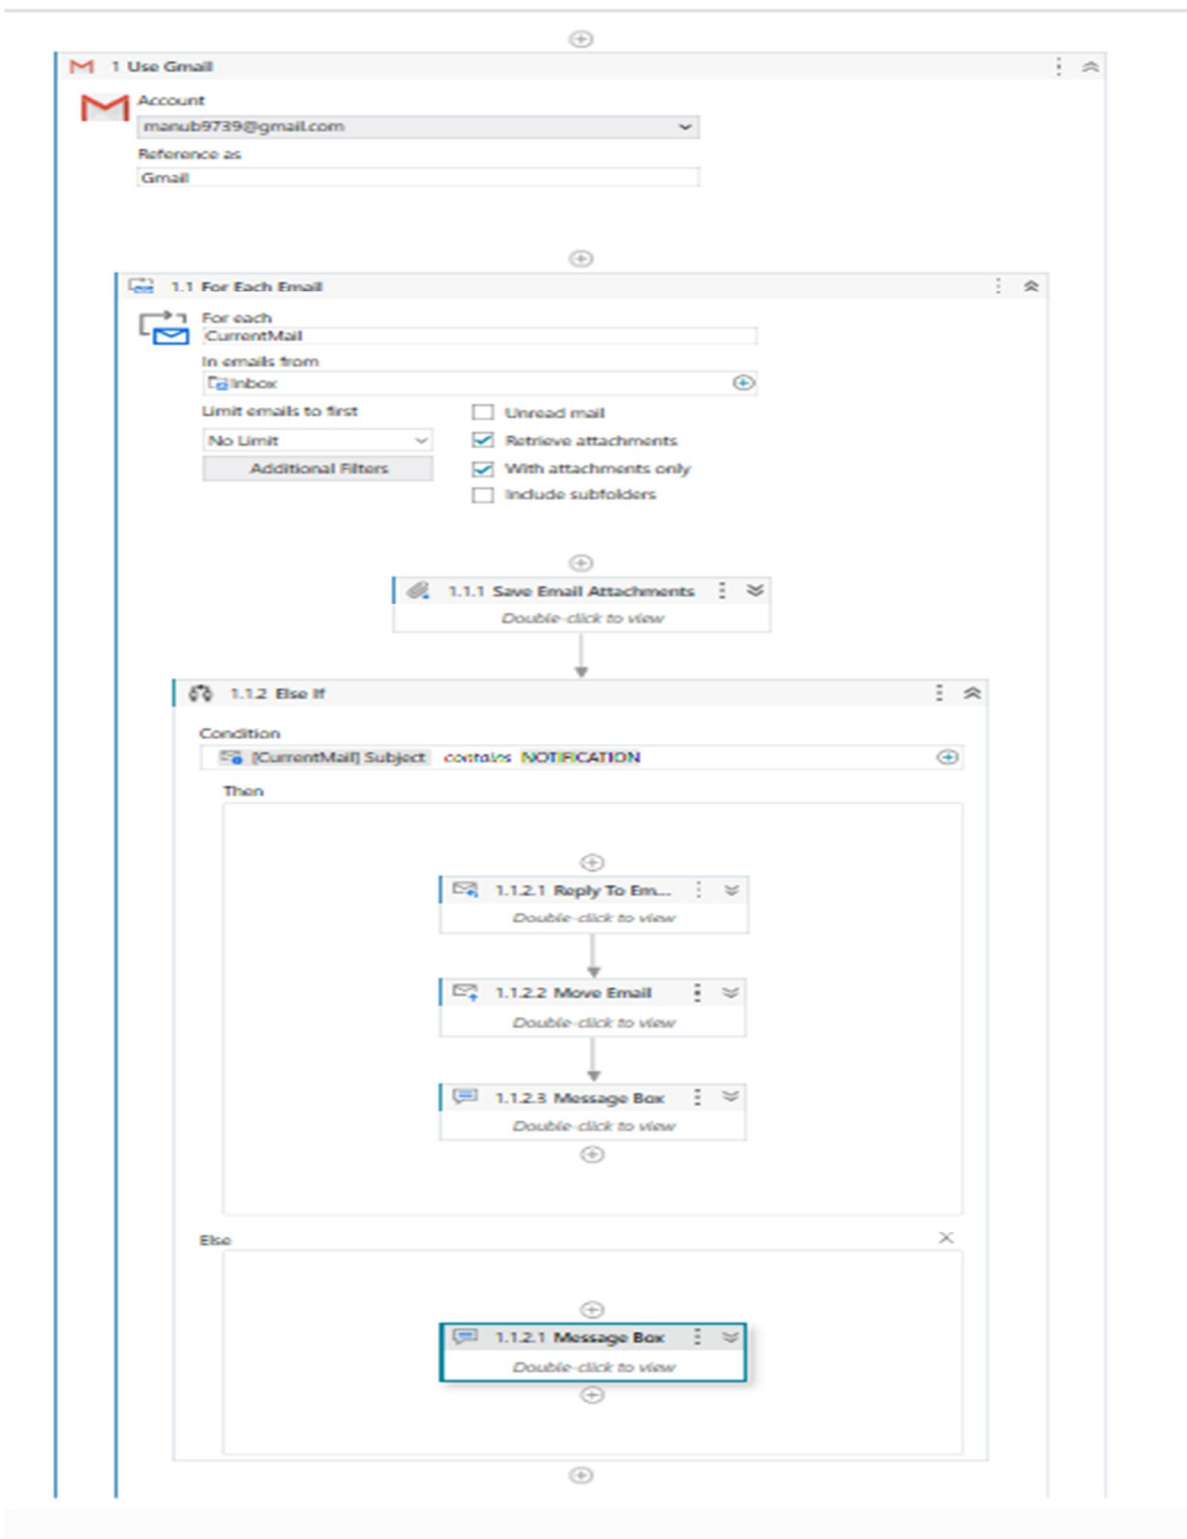 1 Use Gmail
Account
manub9739@gmail.com
Reference as
Gmail
1.1 For Each Email
For each
CurrentMail
In emails from
Inbox
Limit emails to first
Unread mail
No Limit
Retrieve attachments
Additional Filters
With attachments only
Include subfolders
1.1.1 Save Email Attachments
Double-click to view
1.1.2 Else If
Condition
[CurrentMail] Subject contains NOTIFICATION
Then
1.1.2.1 Reply To Em...
Double-click to view
1.1.2.2 Move Email
Double-click to view
1.1.2.3 Message Box
Double-click to view
Else
1.1.2.1 Message Box
Double-click to view